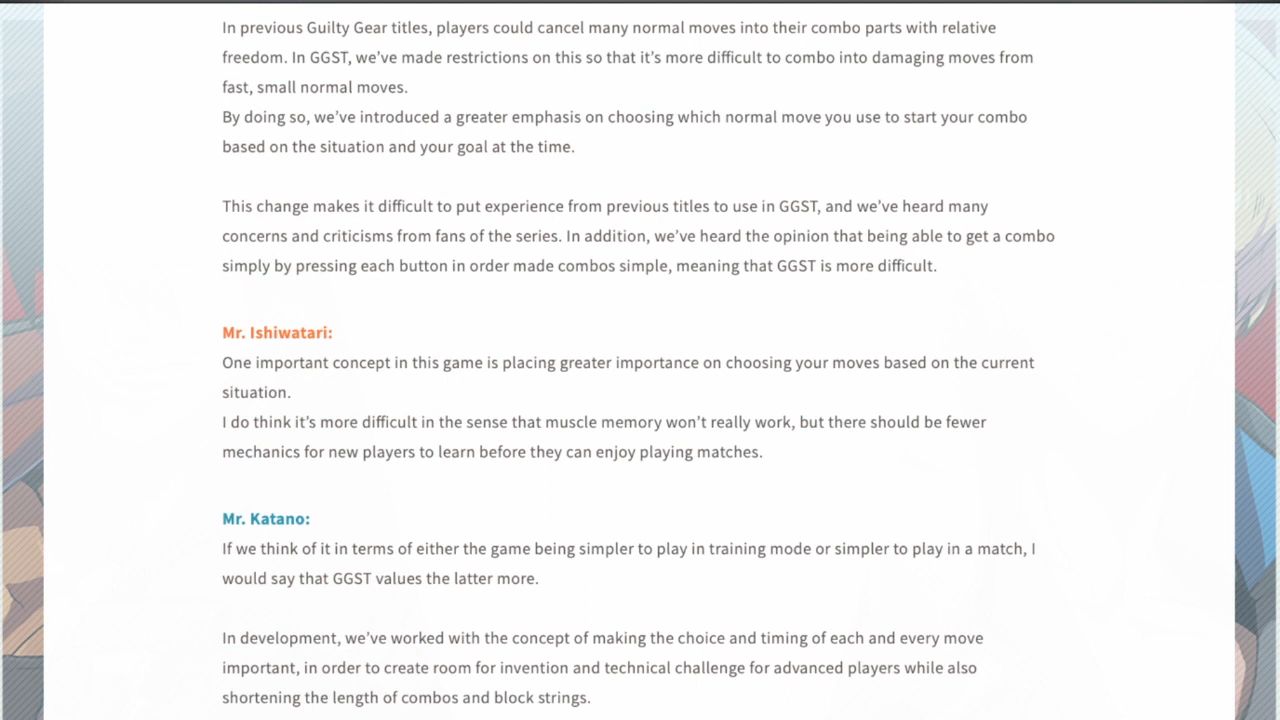 In previous Guilty Gear titles, players could cancel many normal moves into their combo parts with relative
freedom. In GGST, we’ve made restrictions on this so that it’s more difficult to combo into damaging moves from
fast, small normal moves.
By doing so, we’ve introduced a greater emphasis on choosing which normal move you use to start your combo
based on the situation and your goal at the time.
This change makes it difficult to put experience from previous titles to use in GGST, and we’ve heard many
concerns and criticisms from fans of the series. In addition, we’ve heard the opinion that being able to get a combo
simply by pressing each button in order made combos simple, meaning that GGST is more difficult.
Mr. Ishiwatari:
One important concept in this game is placing greater importance on choosing your moves based on the current
situation.
I do think it’s more difficult in the sense that muscle memory won’t really work, but there should be fewer
mechanics for new players to learn before they can enjoy playing matches.
Mr. Katano:
If we think of it in terms of either the game being simpler to play in training mode or simpler to play in a match, I
would say that GGST values the latter more.
In development, we’ve worked with the concept of making the choice and timing of each and every move
important, in order to create room for invention and technical challenge for advanced players while also
shortening the length of combos and block strings.